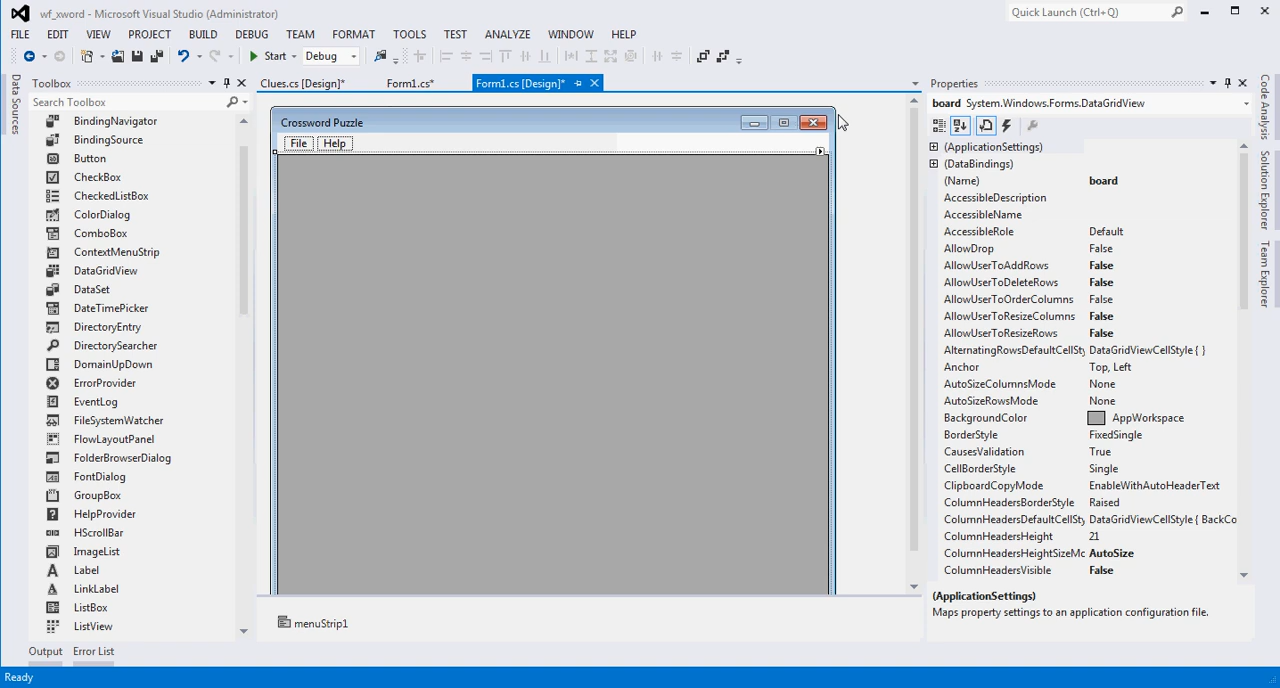 wf_xword - Microsoft Visual Studio (Administrator)
Quick Launch (Ctrl+Q)
FILE EDIT VIEW PROJECT BUILD DEBUG TEAM FORMAT TOOLS TEST ANALYZE WINDOW HELP
Start Debug
Data Sources
Toolbox
Search Toolbox
BindingNavigator
BindingSource
Button
CheckBox
CheckedListBox
ColorDialog
ComboBox
ContextMenuStrip
DataGridView
DataSet
DateTimePicker
DirectoryEntry
DirectorySearcher
DomainUpDown
ErrorProvider
EventLog
FileSystemWatcher
FlowLayoutPanel
FolderBrowserDialog
FontDialog
GroupBox
HelpProvider
HScrollBar
ImageList
Label
LinkLabel
ListBox
ListView
Clues.cs [Design]* Form1.cs* Form1.cs [Design]*
Crossword Puzzle
File Help
menuStrip1
Properties
board System.Windows.Forms.DataGridView
(ApplicationSettings)
(DataBindings)
(Name) board
AccessibleDescription
AccessibleName
AccessibleRole Default
AllowDrop False
AllowUserToAddRows False
AllowUserToDeleteRows False
AllowUserToOrderColumns False
AllowUserToResizeColumns False
AllowUserToResizeRows False
AlternatingRowsDefaultCellSty DataGridViewCellStyle { }
Anchor Top, Left
AutoSizeColumnsMode None
AutoSizeRowsMode None
BackgroundColor AppWorkspace
BorderStyle FixedSingle
CausesValidation True
CellBorderStyle Single
ClipboardCopyMode EnableWithAutoHeaderText
ColumnHeadersBorderStyle Raised
ColumnHeadersDefaultCellSty DataGridViewCellStyle { BackCo
ColumnHeadersHeight 21
ColumnHeadersHeightSizeMo AutoSize
ColumnHeadersVisible False
(ApplicationSettings)
Maps property settings to an application configuration file.
Code Analysis
Solution Explorer
Team Explorer
Output Error List
Ready